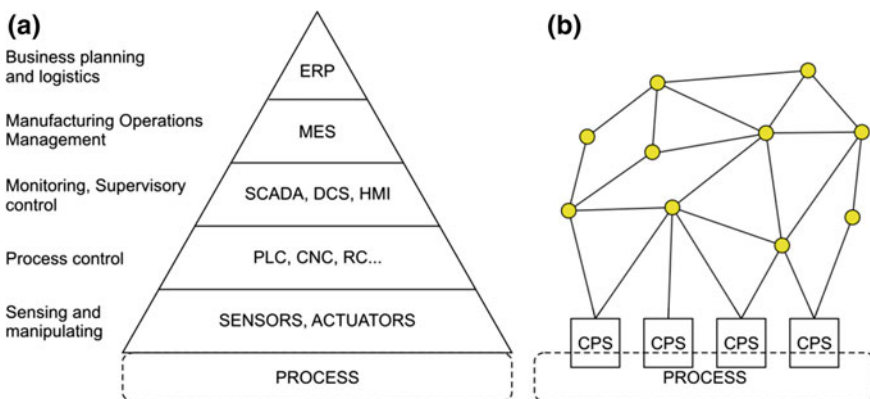 (a)
Business planning
and logistics
ERP
Manufacturing Operations
Management
MES
Monitoring, Supervisory
control
SCADA, DCS, HMI
Process control
PLC, CNC, RC...
Sensing and
manipulating
SENSORS, ACTUATORS
PROCESS
(b)
CPS
CPS
CPS
CPS
PROCESS